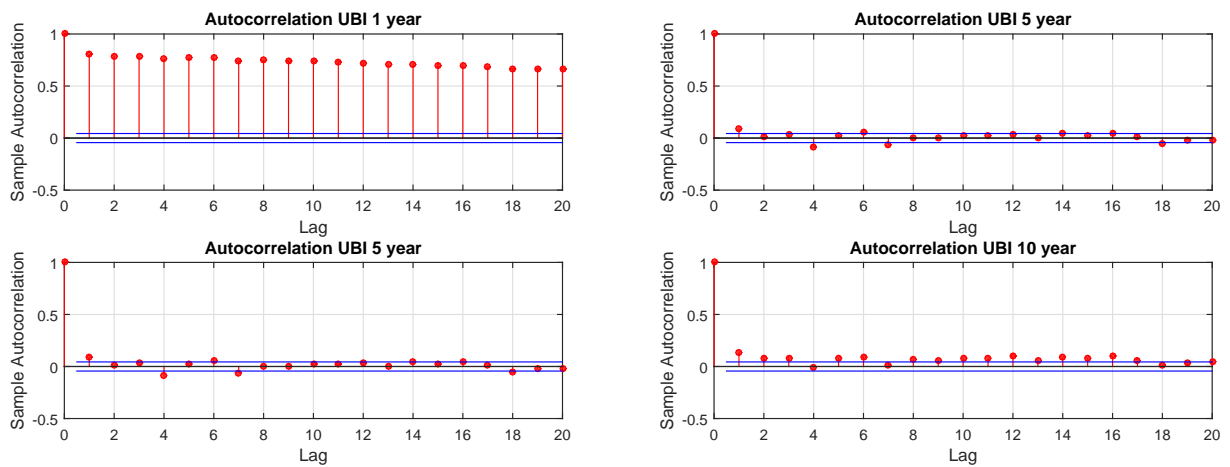 Autocorrelation UBI 1 year
Sample Autocorrelation
1
0.5
0
-0.5
0 2 4 6 8 10 12 14 16 18 20
Lag
Autocorrelation UBI 5 year
Sample Autocorrelation
1
0.5
0
-0.5
0 2 4 6 8 10 12 14 16 18 20
Lag
Autocorrelation UBI 5 year
Sample Autocorrelation
1
0.5
0
-0.5
0 2 4 6 8 10 12 14 16 18 20
Lag
Autocorrelation UBI 10 year
Sample Autocorrelation
1
0.5
0
-0.5
0 2 4 6 8 10 12 14 16 18 20
Lag